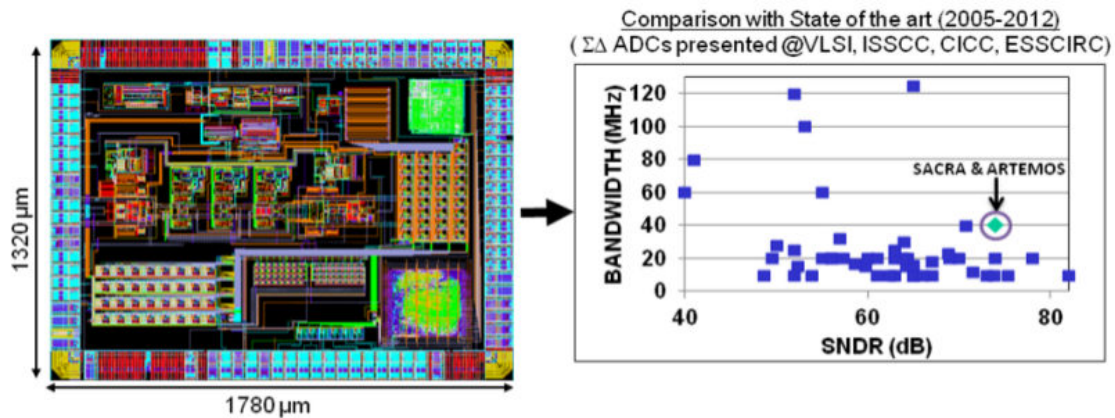 Comparison with State of the art (2005-2012)
( ΣΔ ADCs presented @VLSI, ISSCC, CICC, ESSCIRC)
1320 µm
1780 µm
BANDWIDTH (MHz)
120
100
80
60
40
20
0
SACRA & ARTEMOS
40
60
80
SNDR (dB)